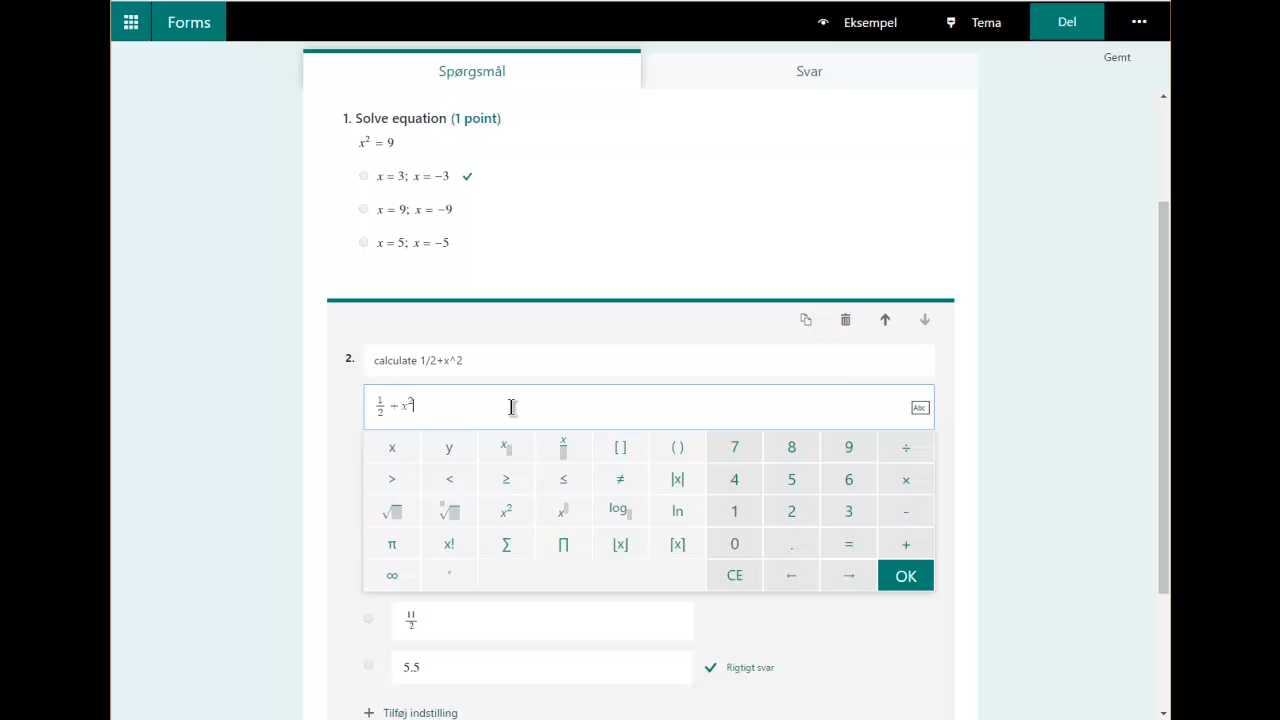 Forms Eksempel Tema Del •••
Gemt
Spørgsmål Svar
1. Solve equation (1 point)
x² = 9
x = 3; x = −3
x = 9; x = −9
x = 5; x = −5
2. calculate 1/2+x^2
1/2 + x²
Abc
x y x▯ x/▯ [ ] ( ) 7 8 9 ÷
> < ≥ ≤ ≠ |x| 4 5 6 ×
√▯ ▯√▯ x² x^▯ log▯ ln 1 2 3 -
π x! ∑ ∏ ⌊x⌋ ⌈x⌉ 0 . = +
∞ ° CE ← → OK
11/2
5.5 Rigtigt svar
+ Tilføj indstilling